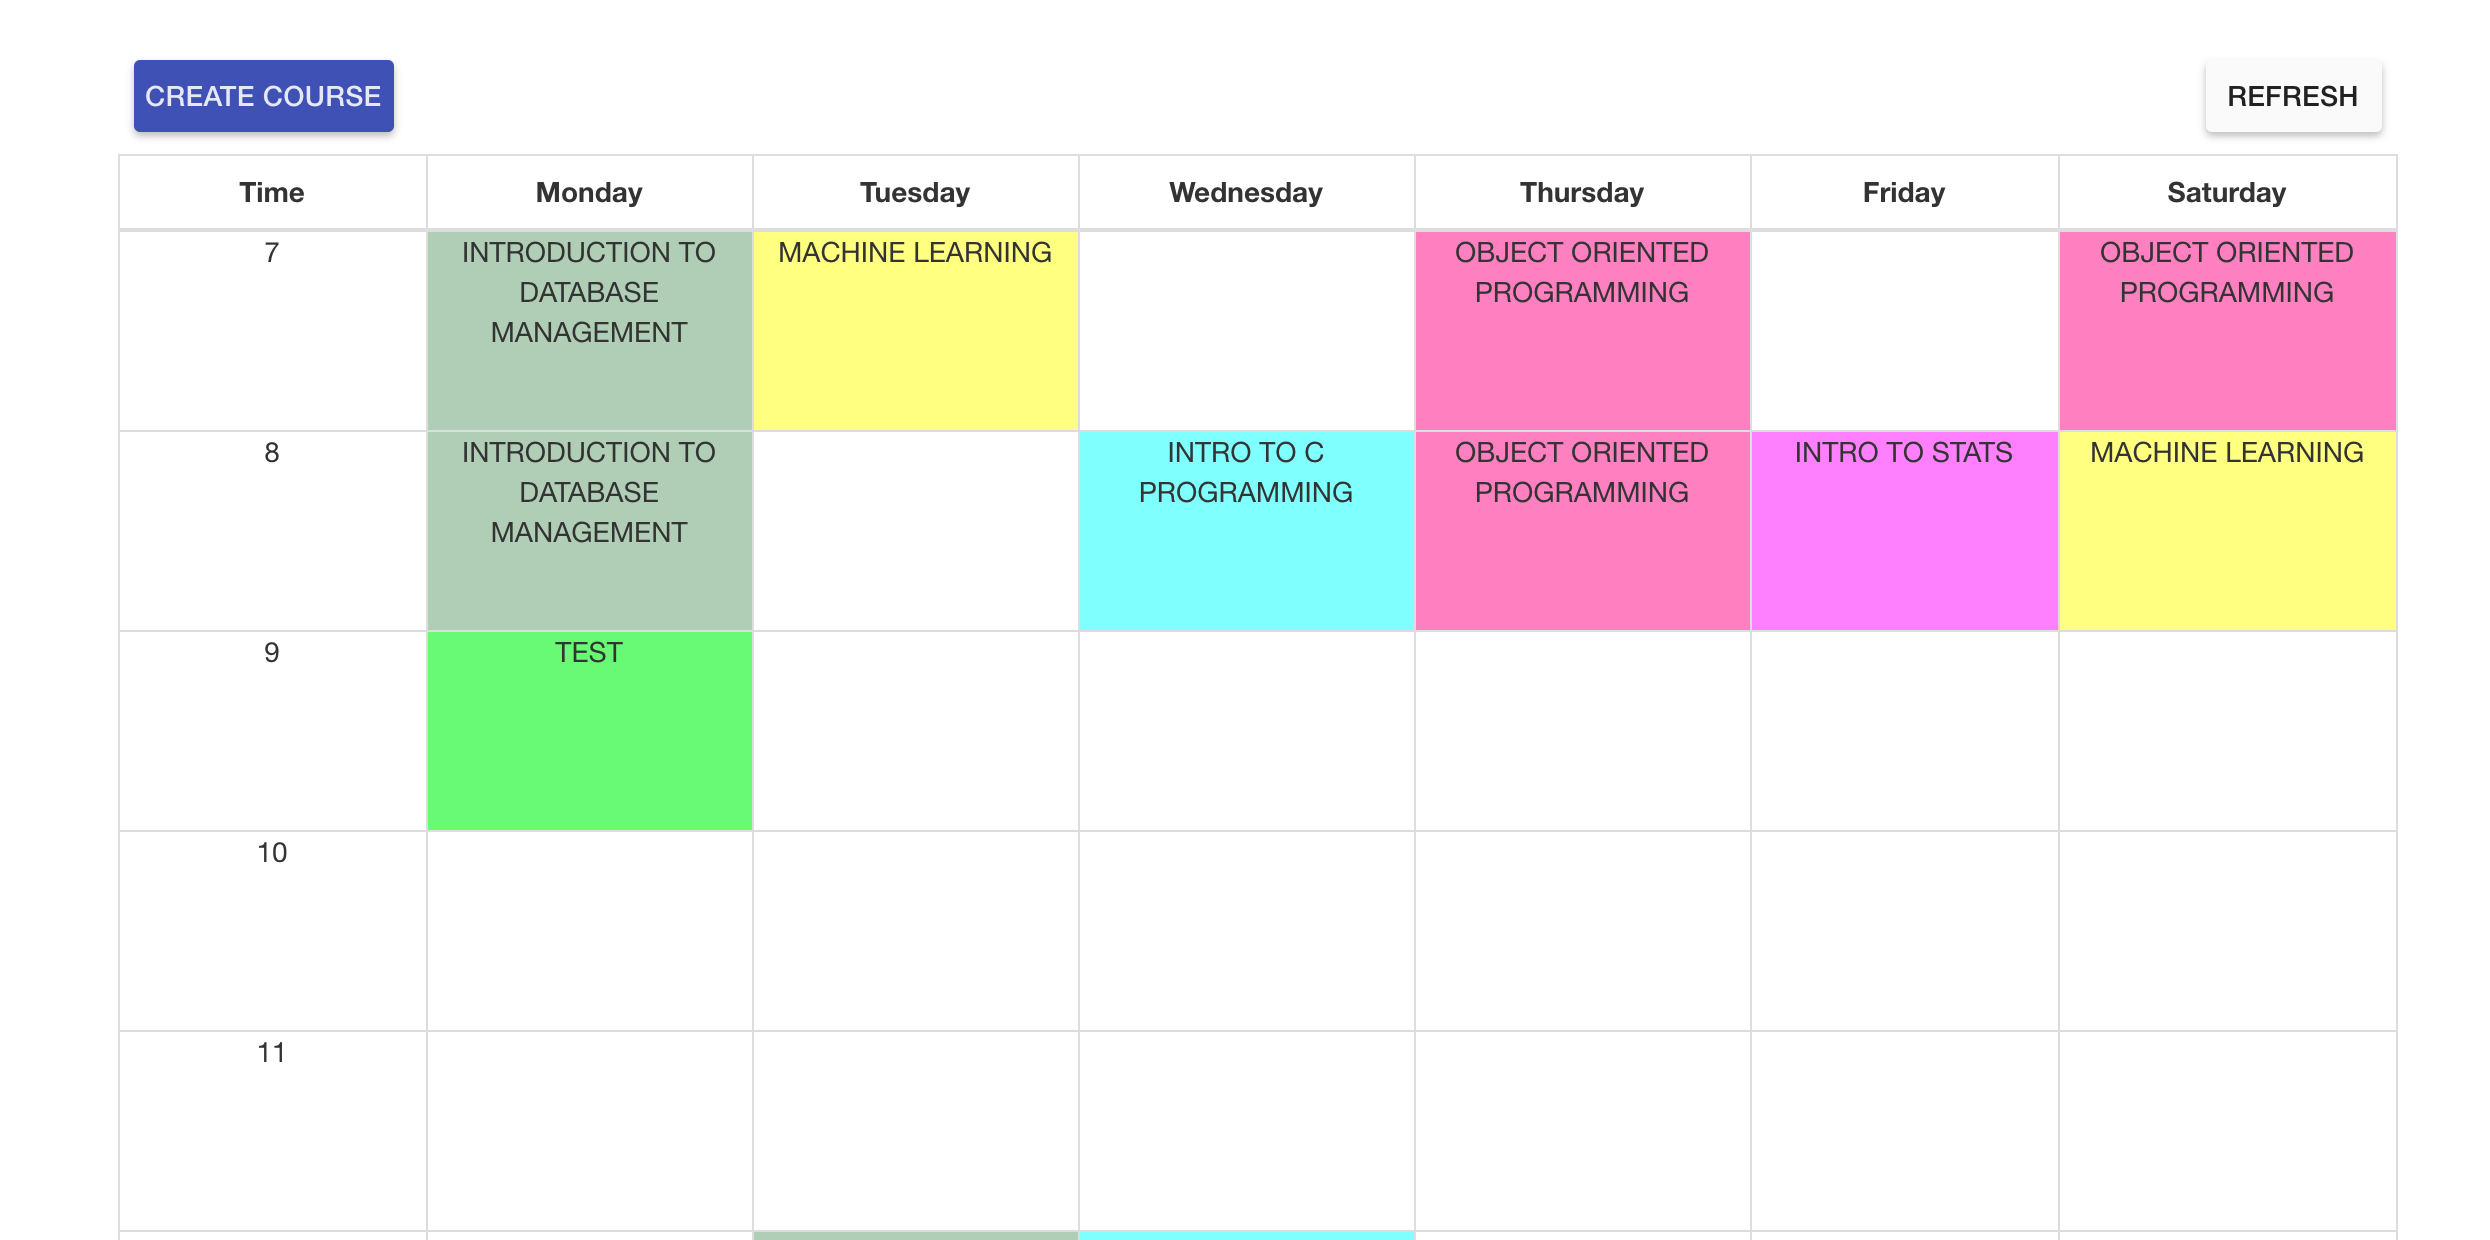 CREATE COURSE
REFRESH
Time Monday Tuesday Wednesday Thursday Friday Saturday
7
INTRODUCTION TO
DATABASE
MANAGEMENT
MACHINE LEARNING
OBJECT ORIENTED
PROGRAMMING
OBJECT ORIENTED
PROGRAMMING
8
INTRODUCTION TO
DATABASE
MANAGEMENT
INTRO TO C
PROGRAMMING
OBJECT ORIENTED
PROGRAMMING
INTRO TO STATS
MACHINE LEARNING
9
TEST
10
11